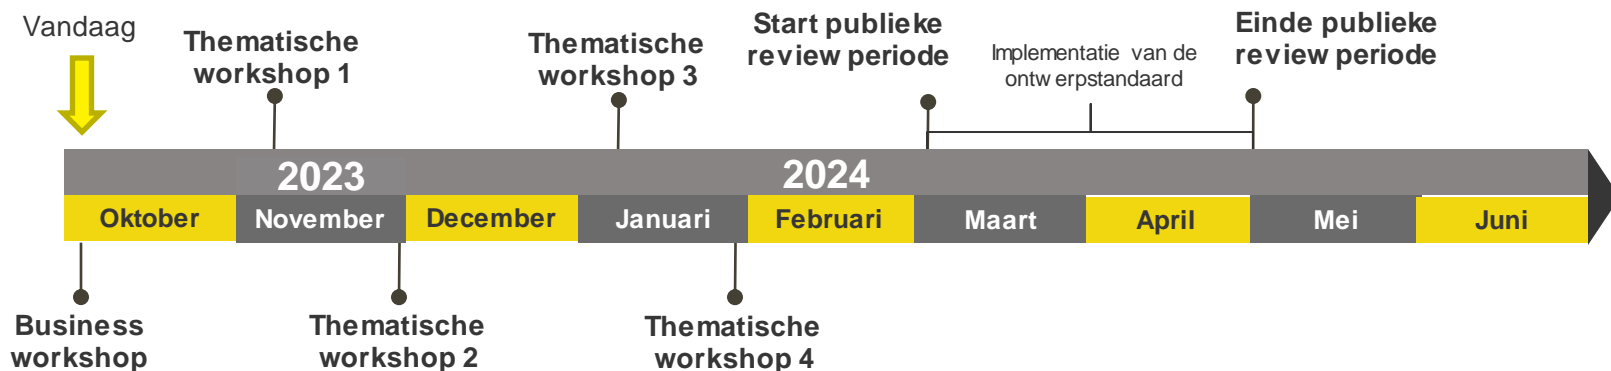 Vandaag
Thematische
workshop 1
Thematische
workshop 3
Start publieke
review periode
Implementatie van de
ontwerpstandaard
Einde publieke
review periode
2023
2024
Oktober
November
December
Januari
Februari
Maart
April
Mei
Juni
Business
workshop
Thematische
workshop 2
Thematische
workshop 4